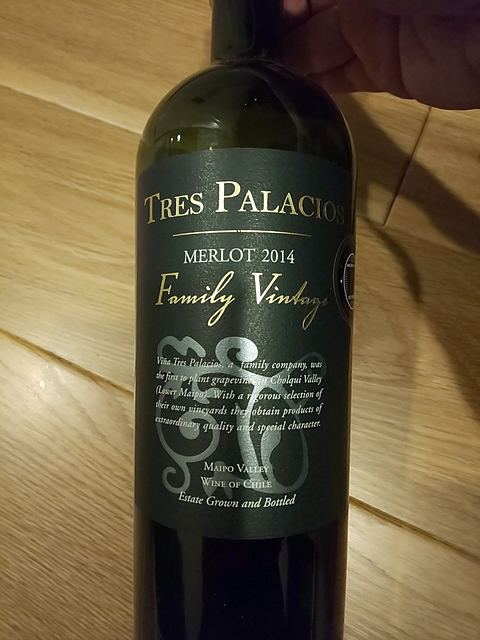 TRES PALACIOS
MERLOT 2014
Family Vintage
Viña Tres Palacios, a family company, was
the first to plant grapevines in Cholqui Valley
(Lower Maipo). With a rigorous selection of
their own vineyards they obtain products of
extraordinary quality and special character.
MAIPO VALLEY
WINE OF CHILE
Estate Grown and Bottled